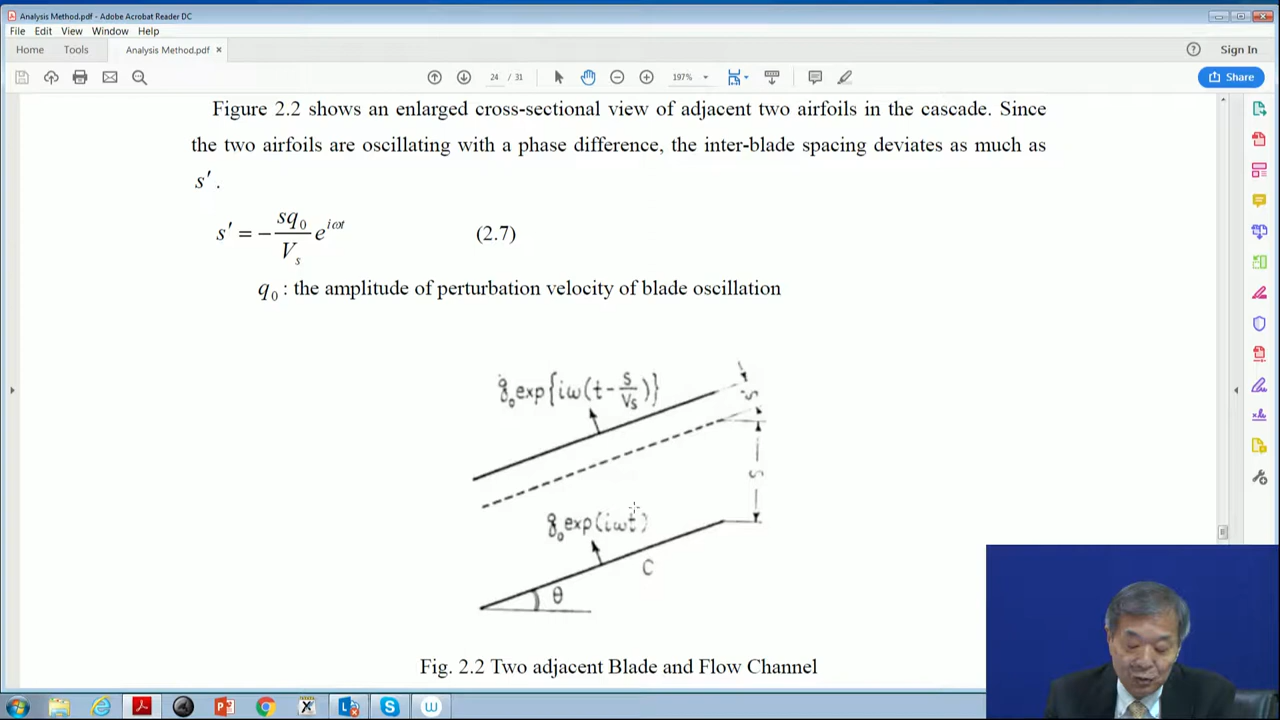 Analysis Method.pdf - Adobe Acrobat Reader DC
File Edit View Window Help
Home Tools Analysis Method.pdf × Sign In
24 / 31 197% Share
Figure 2.2 shows an enlarged cross-sectional view of adjacent two airfoils in the cascade. Since
the two airfoils are oscillating with a phase difference, the inter-blade spacing deviates as much as
s′ .
s′ = −\frac{sq₀}{Vₛ} e^{iωt} (2.7)
q₀ : the amplitude of perturbation velocity of blade oscillation
q₀exp{iω(t−\frac{S}{Vs})}
S
q₀exp(iωt)
C
θ
Fig. 2.2 Two adjacent Blade and Flow Channel